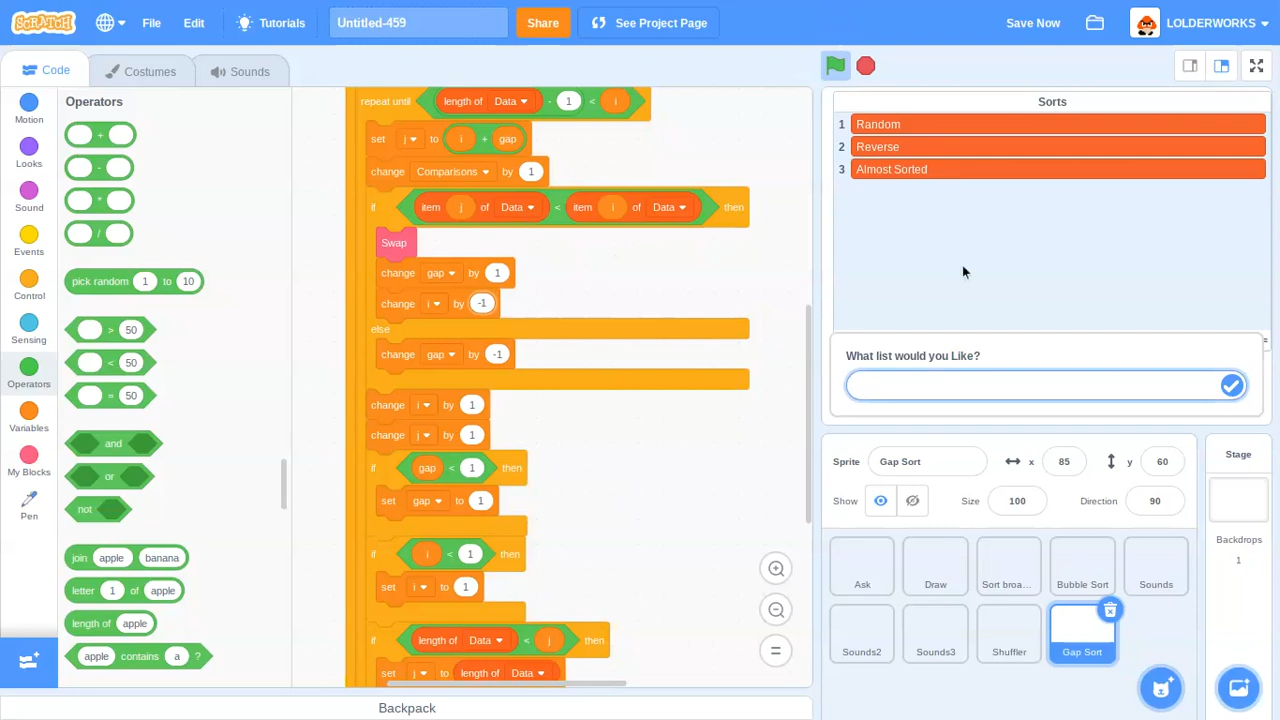 SCRATCH File Edit Tutorials Untitled-459 Share See Project Page Save Now LOLDERWORKS
Code Costumes Sounds
Motion
Looks
Sound
Events
Control
Sensing
Operators
Variables
My Blocks
Pen
Operators
+
-
*
/
pick random 1 to 10
> 50
< 50
= 50
and
or
not
join apple banana
letter 1 of apple
length of apple
apple contains a ?
repeat until length of Data - 1 < i
set j to i + gap
change Comparisons by 1
if item j of Data < item i of Data then
Swap
change gap by 1
change i by -1
else
change gap by -1
change i by 1
change j by 1
if gap < 1 then
set gap to 1
if i < 1 then
set i to 1
if length of Data < j then
set j to length of Data
Backpack
Sorts
1 Random
2 Reverse
3 Almost Sorted
What list would you Like?
Sprite Gap Sort x 85 y 60
Show Size 100 Direction 90
Ask Draw Sort broa... Bubble Sort Sounds
Sounds2 Sounds3 Shuffler Gap Sort
Stage
Backdrops
1